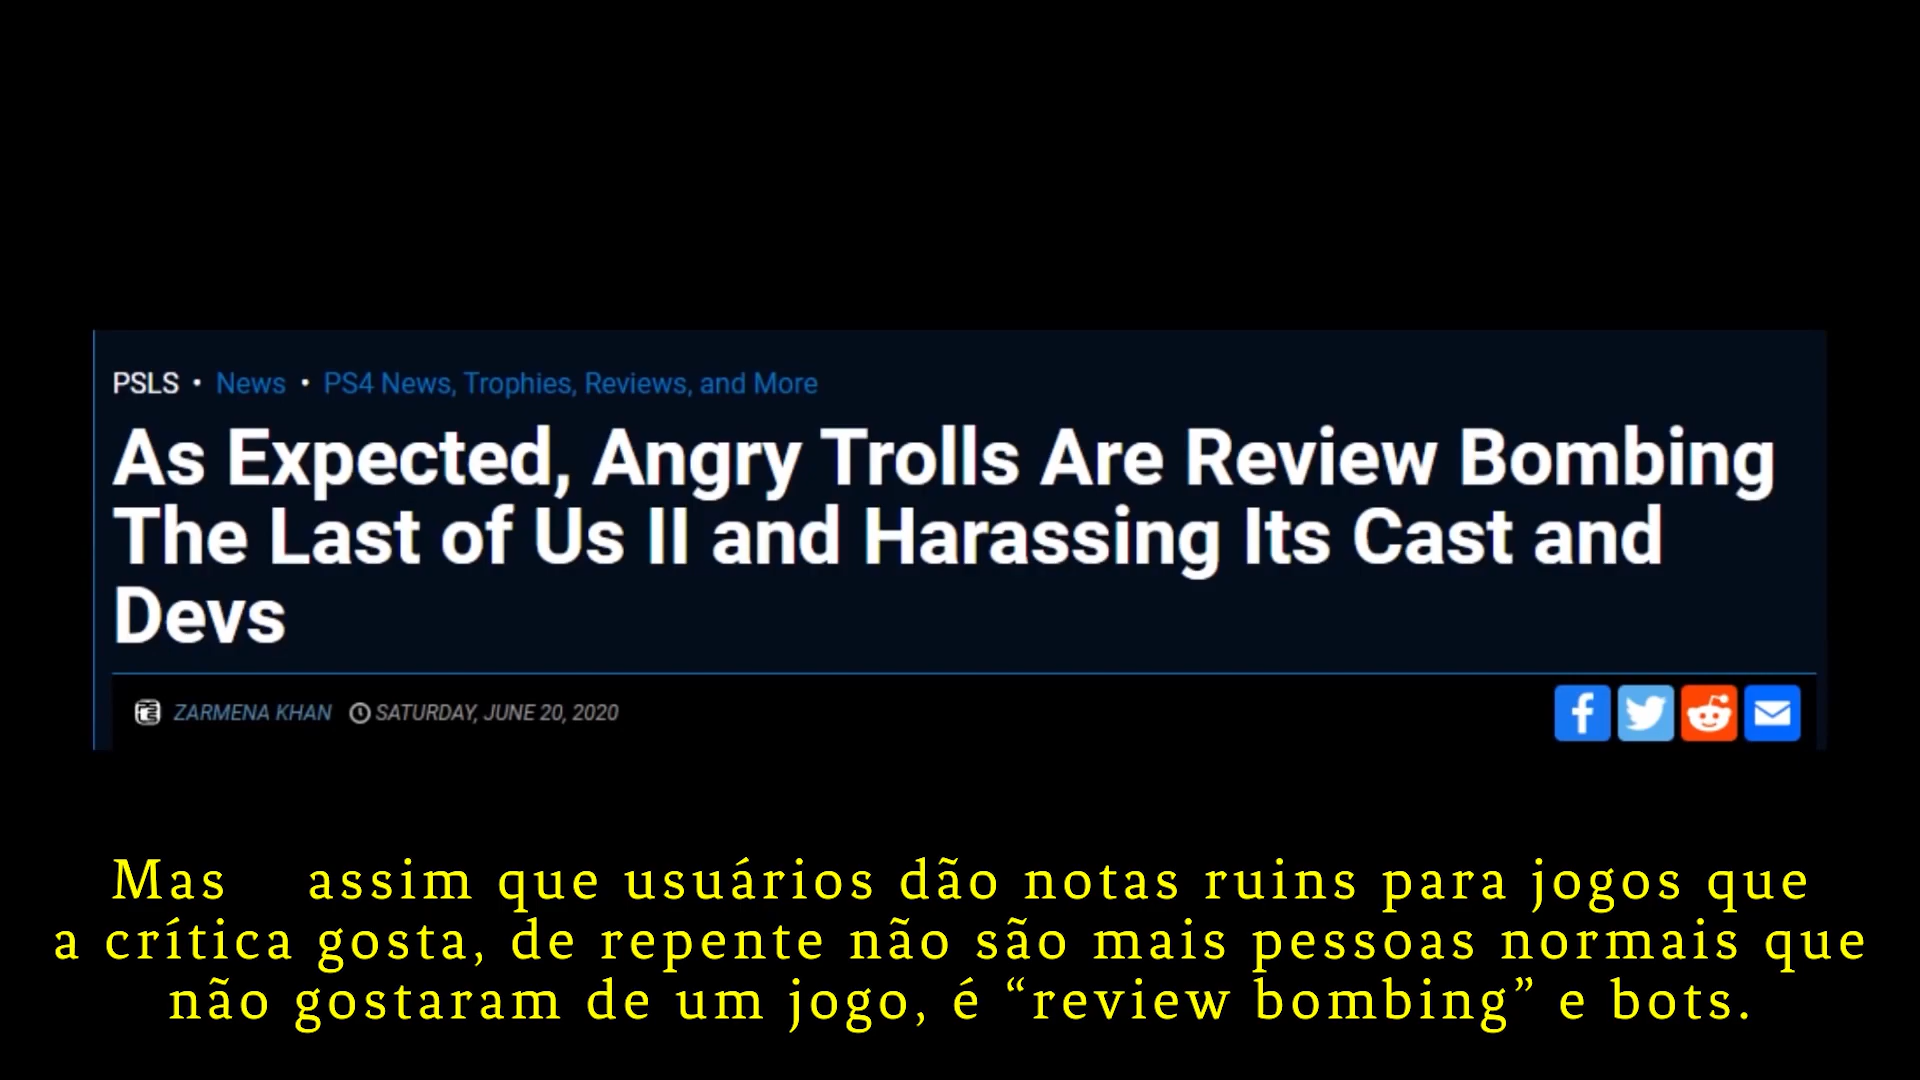 PSLS • News • PS4 News, Trophies, Reviews, and More
As Expected, Angry Trolls Are Review Bombing
The Last of Us II and Harassing Its Cast and
Devs
ZARMENA KHAN SATURDAY, JUNE 20, 2020
Mas assim que usuários dão notas ruins para jogos que
a crítica gosta, de repente não são mais pessoas normais que
não gostaram de um jogo, é “review bombing” e bots.